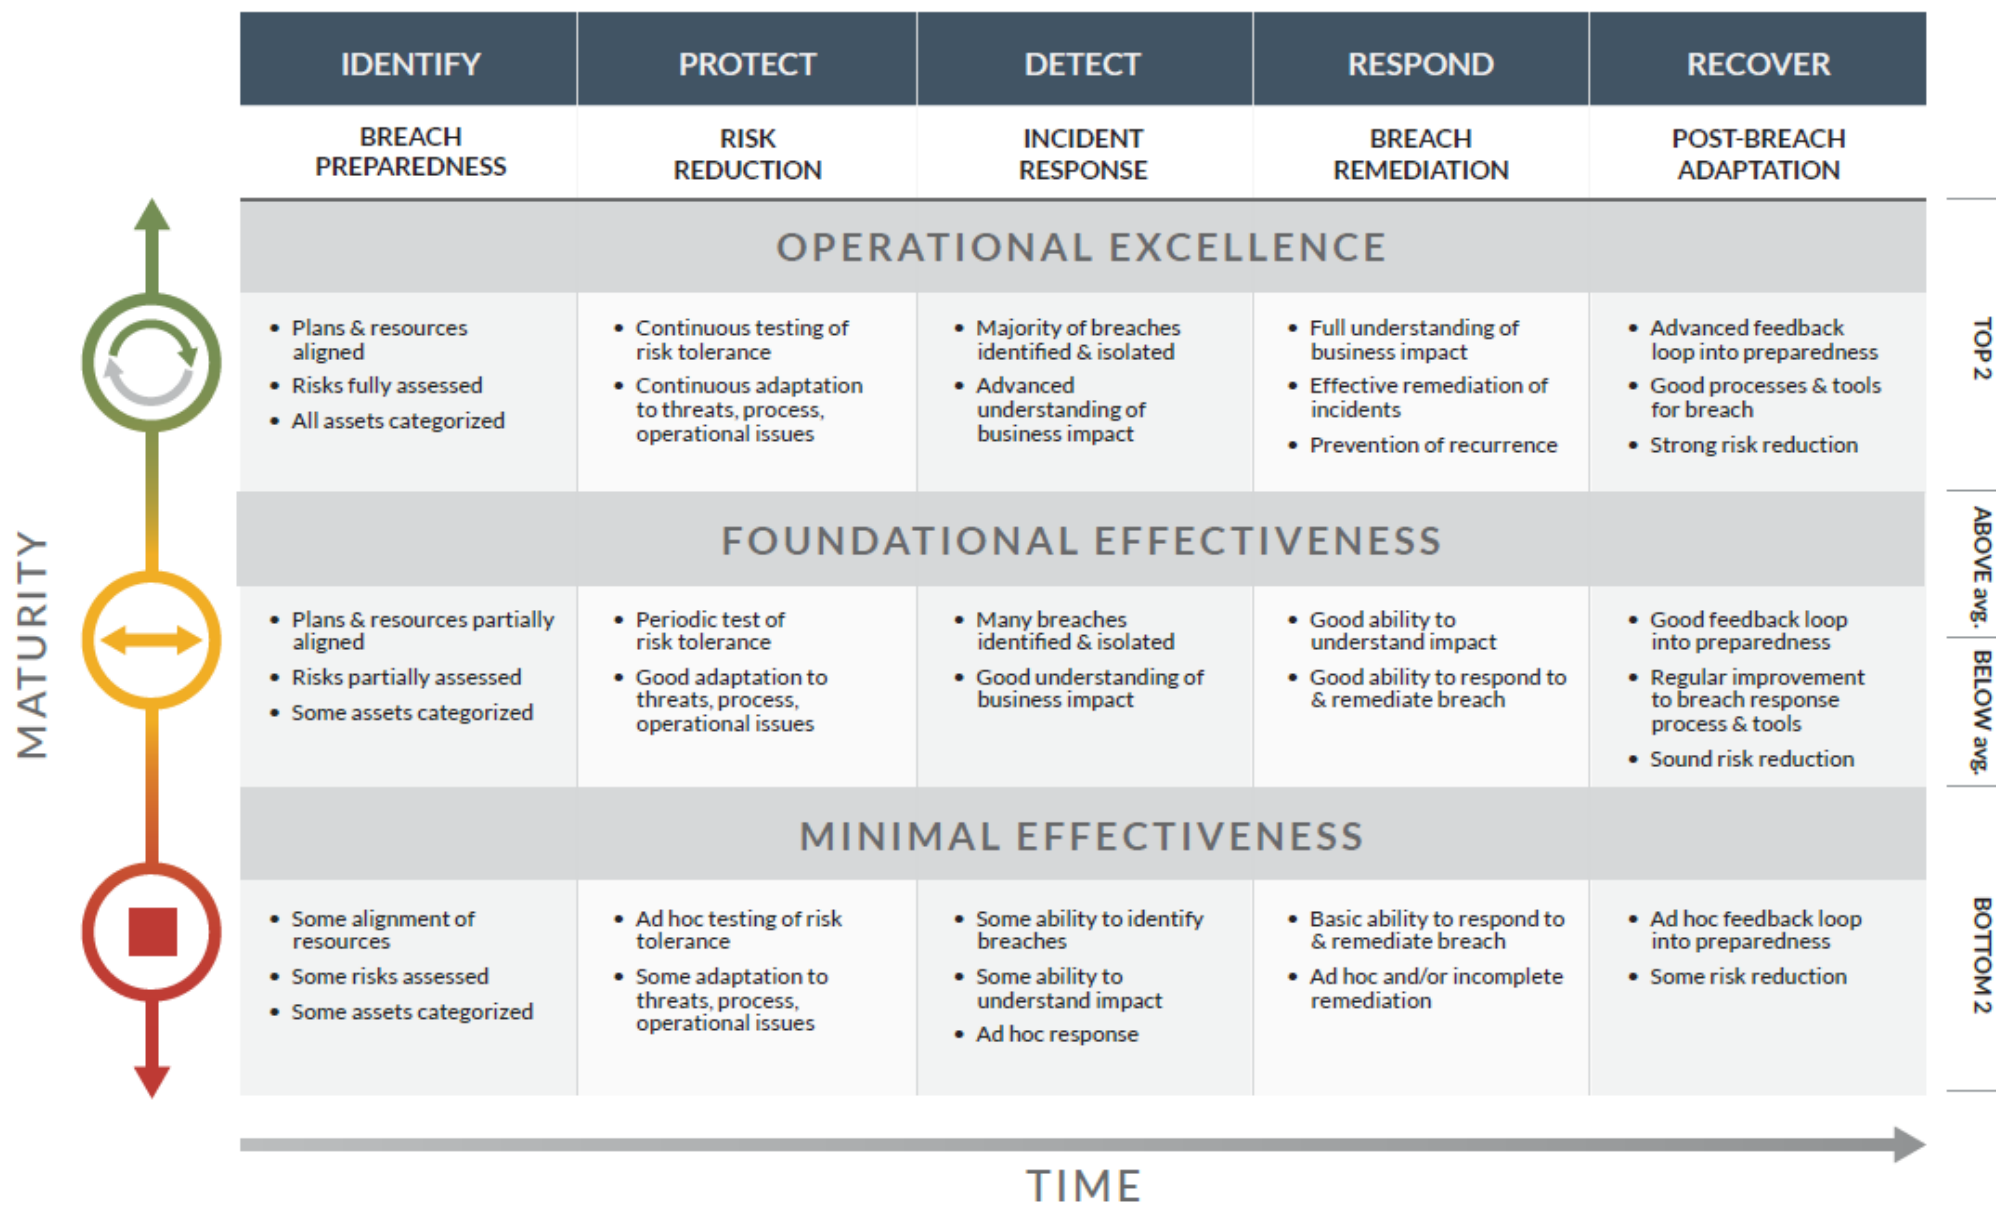 IDENTIFY
PROTECT
DETECT
RESPOND
RECOVER
BREACH
PREPAREDNESS
RISK
REDUCTION
INCIDENT
RESPONSE
BREACH
REMEDIATION
POST-BREACH
ADAPTATION
OPERATIONAL EXCELLENCE
• Plans & resources
aligned
• Risks fully assessed
• All assets categorized
• Continuous testing of
risk tolerance
• Continuous adaptation
to threats, process,
operational issues
• Majority of breaches
identified & isolated
• Advanced
understanding of
business impact
• Full understanding of
business impact
• Effective remediation of
incidents
• Prevention of recurrence
• Advanced feedback
loop into preparedness
• Good processes & tools
for breach
• Strong risk reduction
TOP 2
FOUNDATIONAL EFFECTIVENESS
• Plans & resources partially
aligned
• Risks partially assessed
• Some assets categorized
• Periodic test of
risk tolerance
• Good adaptation to
threats, process,
operational issues
• Many breaches
identified & isolated
• Good understanding of
business impact
• Good ability to
understand impact
• Good ability to respond to
& remediate breach
• Good feedback loop
into preparedness
• Regular improvement
to breach response
process & tools
• Sound risk reduction
ABOVE avg.
BELOW avg.
MINIMAL EFFECTIVENESS
• Some alignment of
resources
• Some risks assessed
• Some assets categorized
• Ad hoc testing of risk
tolerance
• Some adaptation to
threats, process,
operational issues
• Some ability to identify
breaches
• Some ability to
understand impact
• Ad hoc response
• Basic ability to respond to
& remediate breach
• Ad hoc and/or incomplete
remediation
• Ad hoc feedback loop
into preparedness
• Some risk reduction
BOTTOM 2
MATURITY
TIME